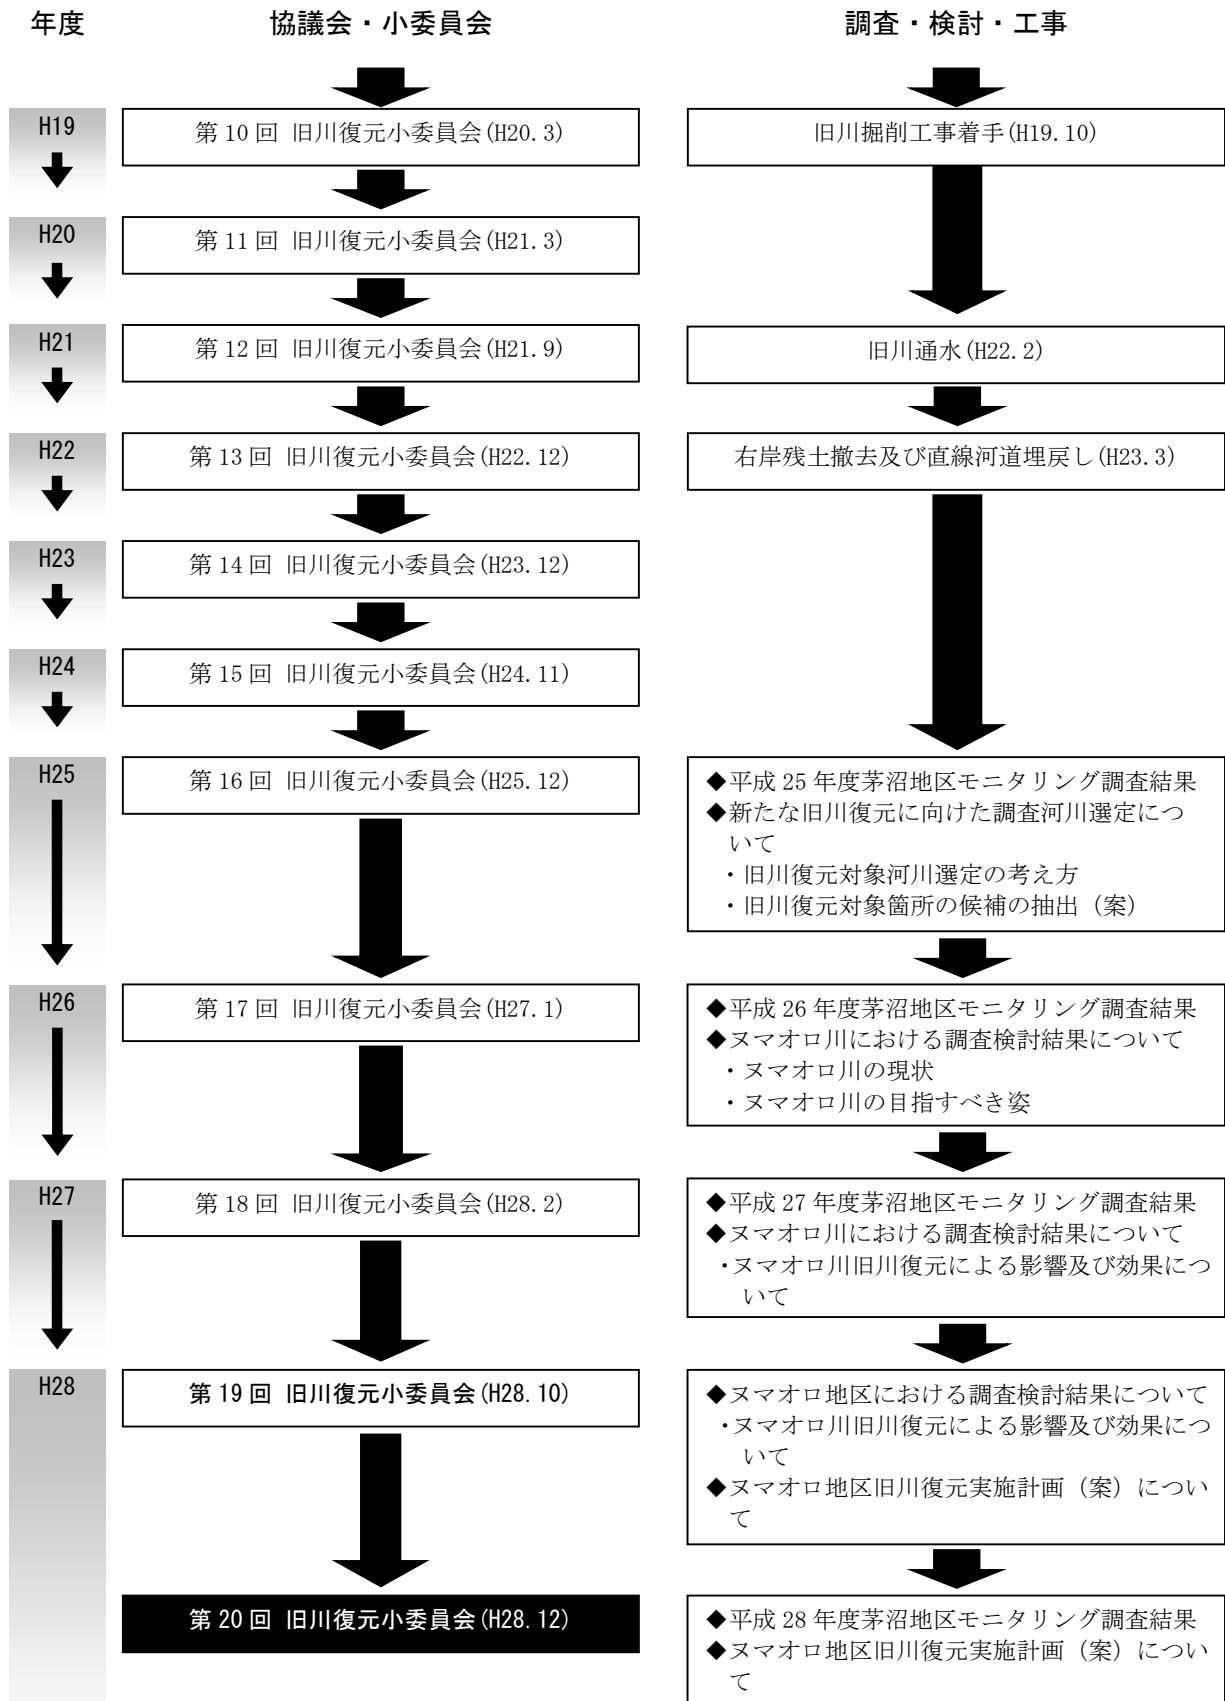 年度 協議会・小委員会 調査・検討・工事
H19 第10回 旧川復元小委員会(H20.3) 旧川掘削工事着手(H19.10)
H20 第11回 旧川復元小委員会(H21.3)
H21 第12回 旧川復元小委員会(H21.9) 旧川通水(H22.2)
H22 第13回 旧川復元小委員会(H22.12) 右岸残土撤去及び直線河道埋戻し(H23.3)
H23 第14回 旧川復元小委員会(H23.12)
H24 第15回 旧川復元小委員会(H24.11)
H25 第16回 旧川復元小委員会(H25.12)
◆平成25年度茅沼地区モニタリング調査結果
◆新たな旧川復元に向けた調査河川選定につ
いて
・旧川復元対象河川選定の考え方
・旧川復元対象箇所の候補の抽出（案）
H26 第17回 旧川復元小委員会(H27.1)
◆平成26年度茅沼地区モニタリング調査結果
◆ヌマオロ川における調査検討結果について
・ヌマオロ川の現状
・ヌマオロ川の目指すべき姿
H27 第18回 旧川復元小委員会(H28.2)
◆平成27年度茅沼地区モニタリング調査結果
◆ヌマオロ川における調査検討結果について
・ヌマオロ川旧川復元による影響及び効果につ
いて
H28 第19回 旧川復元小委員会(H28.10)
◆ヌマオロ地区における調査検討結果について
・ヌマオロ川旧川復元による影響及び効果につ
いて
◆ヌマオロ地区旧川復元実施計画（案）につい
て
第20回 旧川復元小委員会(H28.12)
◆平成28年度茅沼地区モニタリング調査結果
◆ヌマオロ地区旧川復元実施計画（案）につい
て